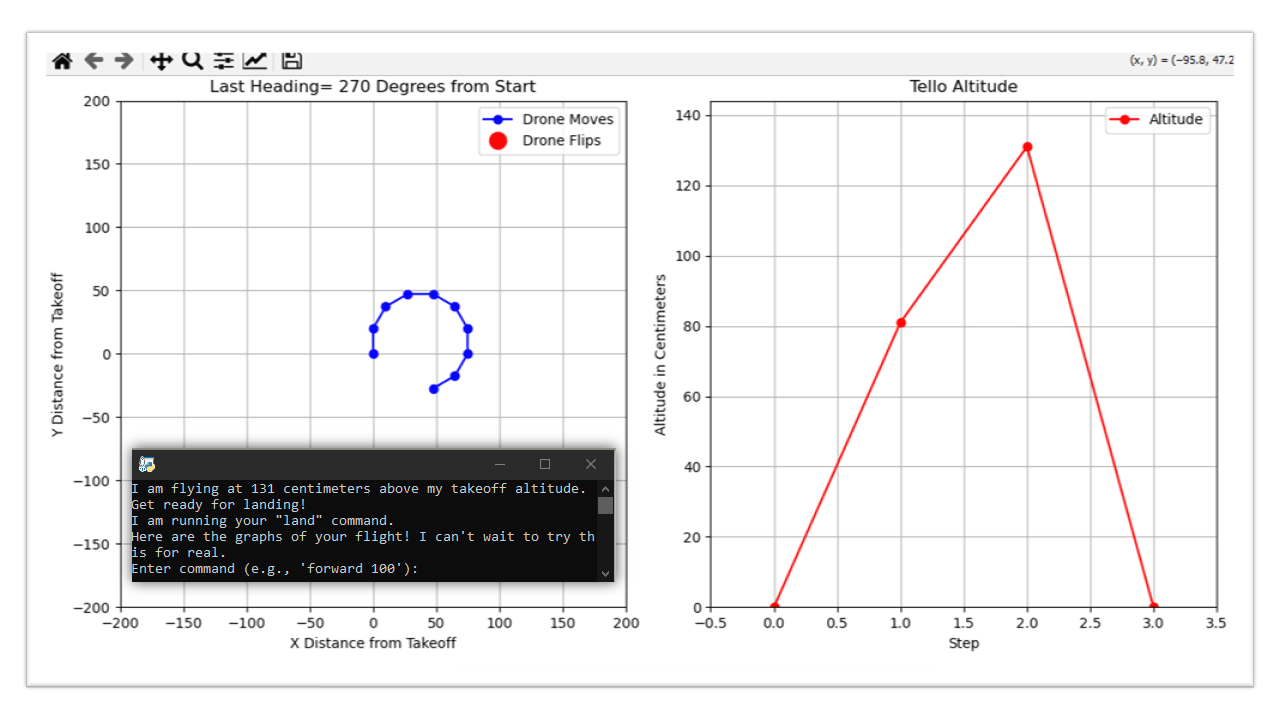 (x, y) = (−95.8, 47.2
Last Heading= 270 Degrees from Start
Drone Moves
Drone Flips
200
150
100
50
0
−50
−100
−150
−200
Y Distance from Takeoff
−200 −150 −100 −50 0 50 100 150 200
X Distance from Takeoff
I am flying at 131 centimeters above my takeoff altitude.
Get ready for landing!
I am running your "land" command.
Here are the graphs of your flight! I can't wait to try th
is for real.
Enter command (e.g., 'forward 100'):
Tello Altitude
Altitude
140
120
100
80
60
40
20
0
Altitude in Centimeters
−0.5 0.0 0.5 1.0 1.5 2.0 2.5 3.0 3.5
Step